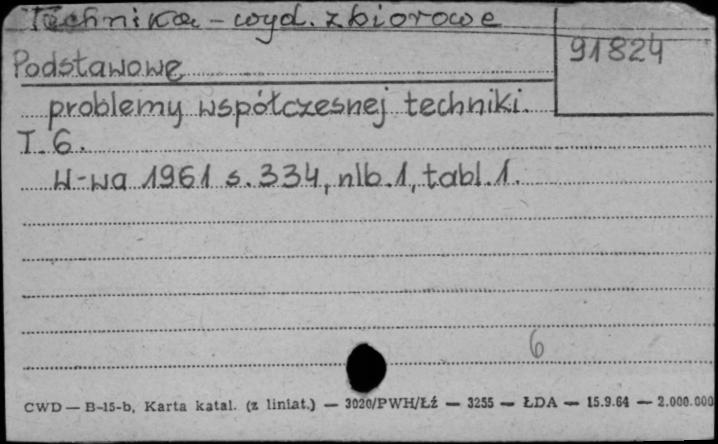 Technika - wyd. zbiorowe
91824
Podstawowe
problemy współczesnej techniki.
T. 6.
W-wa 1961 s. 334, nlb. 1, tabl. 1.
6
CWD — B-15-b, Karta katal. (z liniat.) — 3020/PWH/Łź — 3255 — ŁDA — 15.9.64 — 2.000.000